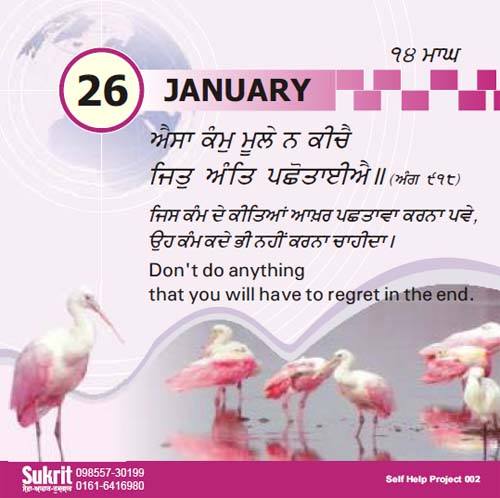 ੧੪ ਮਾਘ
26 JANUARY
ਐਸਾ ਕੰਮੁ ਮੂਲੇ ਨ ਕੀਚੈ
ਜਿਤੁ ਅੰਤਿ ਪਛੋਤਾਈਐ॥ (ਅੰਗ ੯੧੮)
ਜਿਸ ਕੰਮ ਦੇ ਕੀਤਿਆਂ ਆਖ਼ਰ ਪਛਤਾਵਾ ਕਰਨਾ ਪਵੇ,
ਉਹ ਕੰਮ ਕਦੇ ਭੀ ਨਹੀਂ ਕਰਨਾ ਚਾਹੀਦਾ।
Don't do anything
that you will have to regret in the end.
Sukrit 098557-30199
0161-6416980
Self Help Project 002